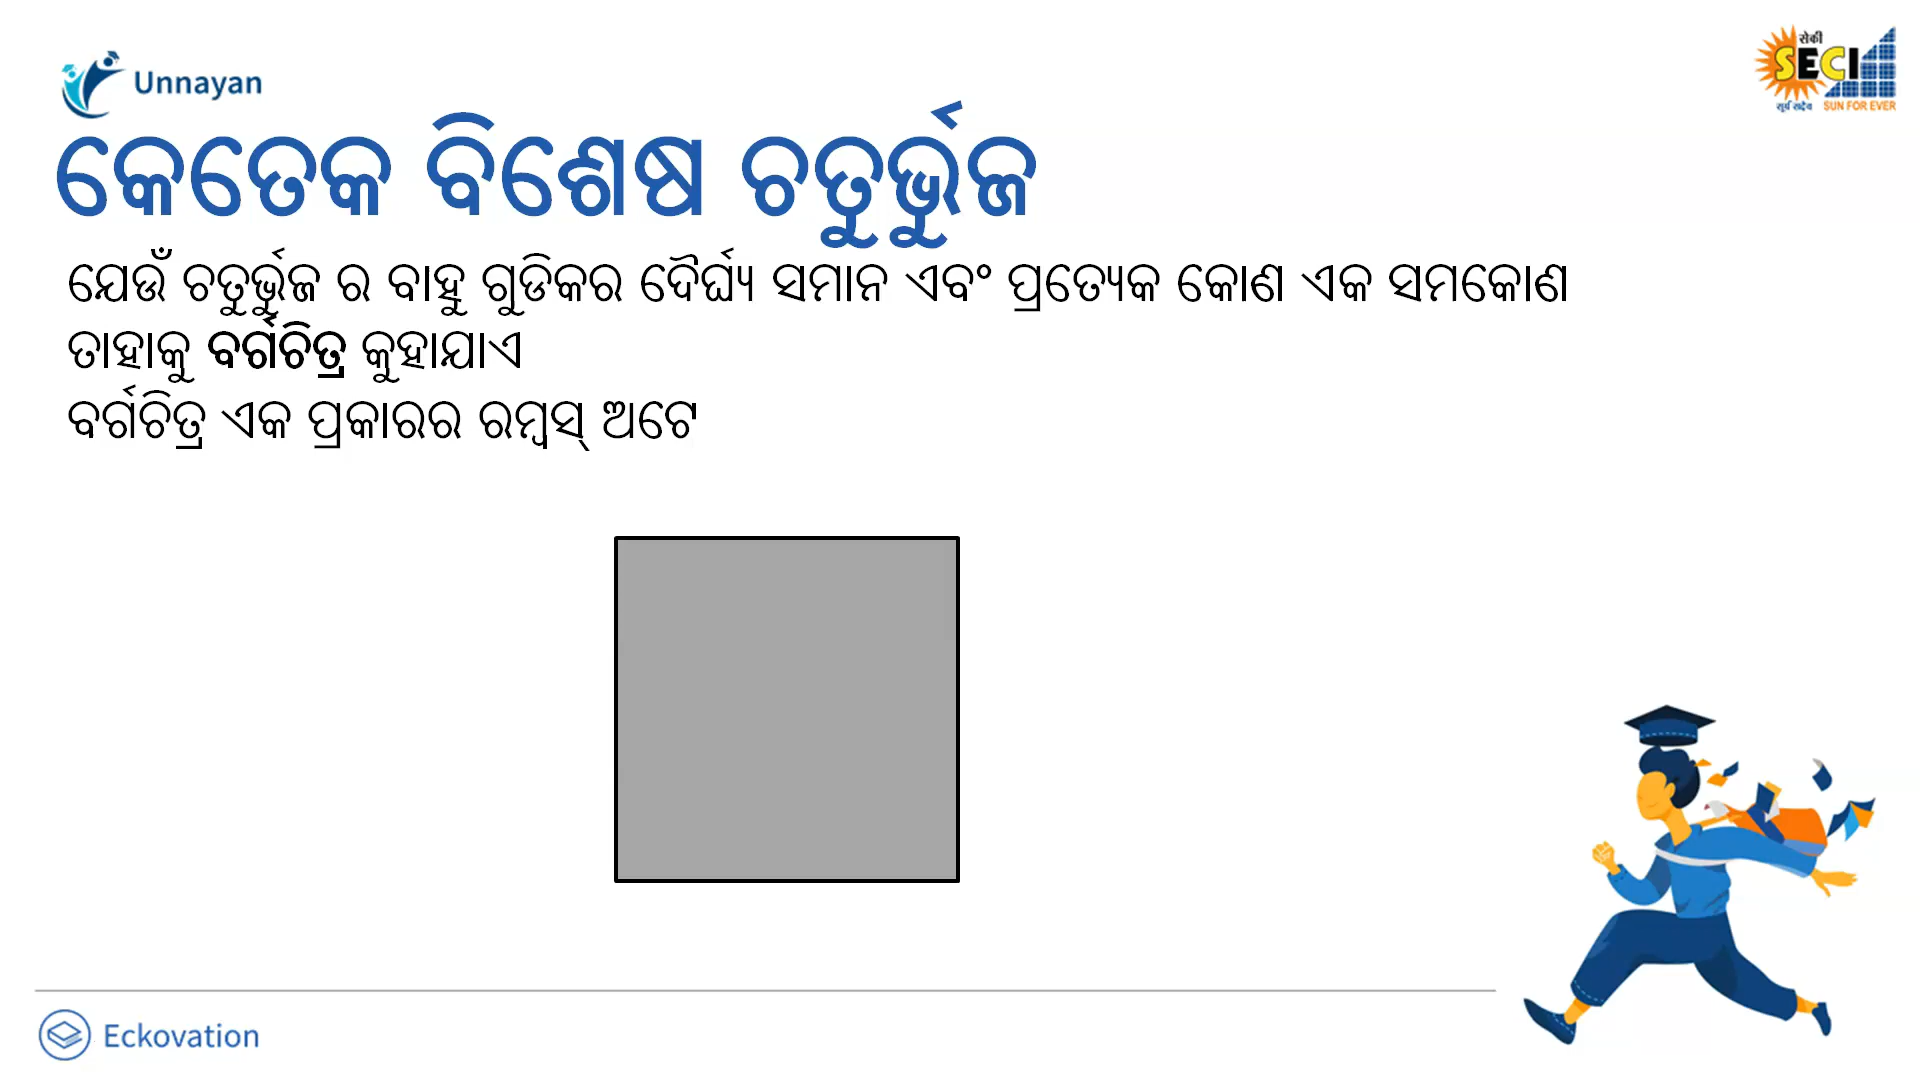 Unnayan
सेकी
SECI
सूर्य सदैव SUN FOR EVER
କେତେକ ବିଶେଷ ଚତୁର୍ଭୁଜ
ଯେଉଁ ଚତୁର୍ଭୁଜ ର ବାହୁ ଗୁଡିକର ଦୈର୍ଘ୍ୟ ସମାନ ଏବଂ ପ୍ରତ୍ୟେକ କୋଣ ଏକ ସମକୋଣ
ତାହାକୁ ବର୍ଗଚିତ୍ର କୁହାଯାଏ
ବର୍ଗଚିତ୍ର ଏକ ପ୍ରକାରର ରମ୍ବସ୍ ଅଟେ
Eckovation